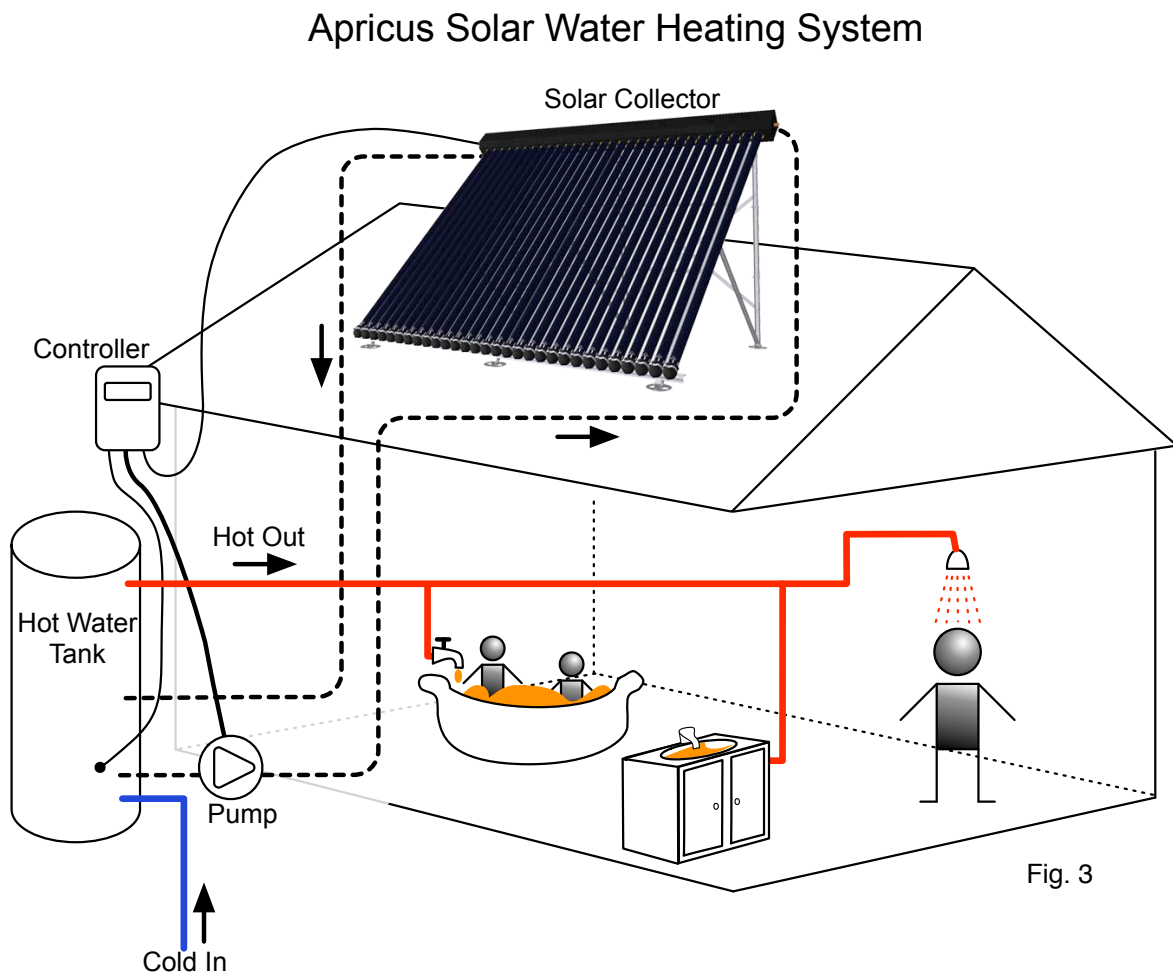 Apricus Solar Water Heating System
Solar Collector
Controller
Hot Out
Hot Water
Tank
Pump
Fig. 3
Cold In